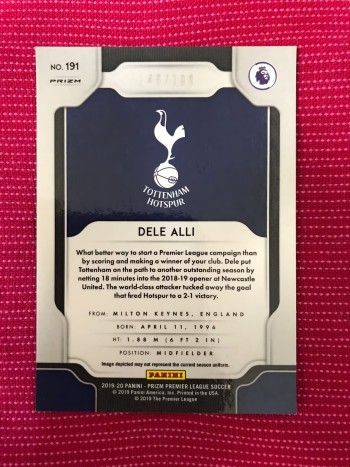 NO. 191
PRIZM
TOTTENHAM
HOTSPUR
DELE ALLI
What better way to start a Premier League campaign than
by scoring and making a winner of your club. Dele put
Tottenham on the path to another outstanding season by
netting 18 minutes into the 2018-19 opener at Newcastle
United. The world-class attacker tucked away the goal
that fired Hotspur to a 2-1 victory.
FROM: MILTON KEYNES, ENGLAND
BORN: APRIL 11, 1996
HT: 1.88 M (6 FT 2 IN)
POSITION: MIDFIELDER
Image depicted may not represent the current season uniform.
PANINI
2019-20 PANINI - PRIZM PREMIER LEAGUE SOCCER
© 2019 Panini America, Inc. Printed in the USA.
© 2019 The Premier League